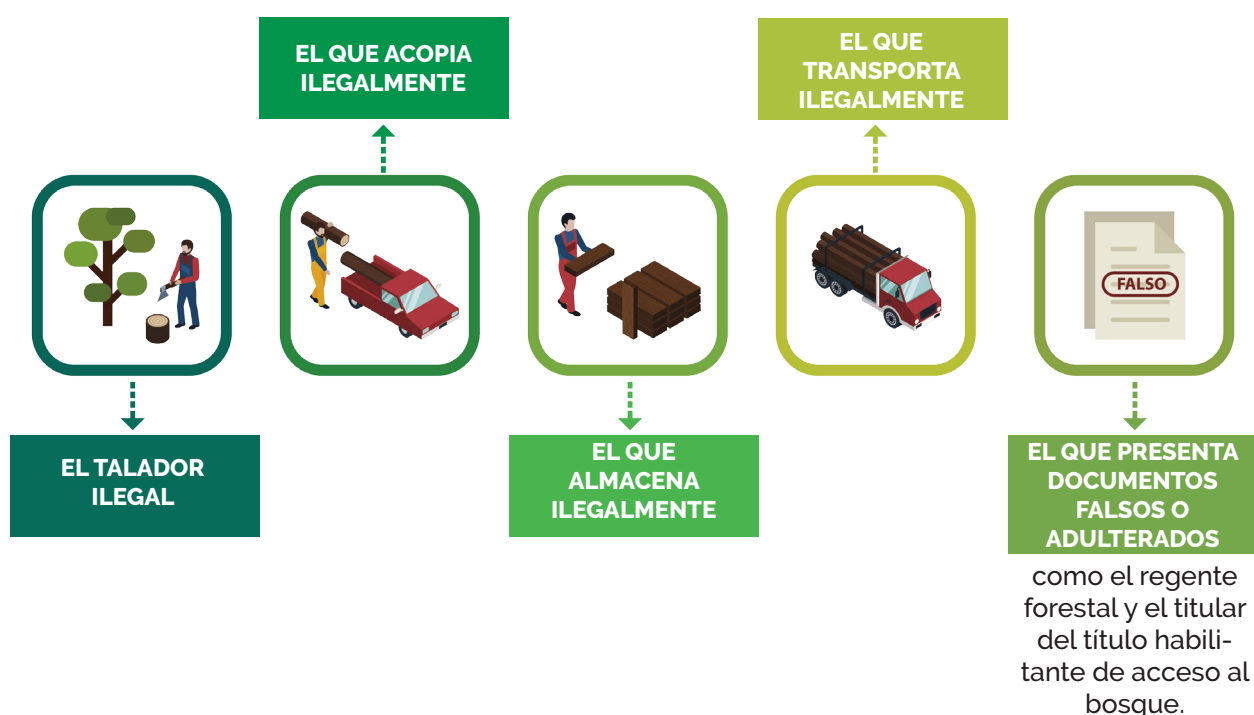 EL QUE ACOPIA
ILEGALMENTE
EL QUE
TRANSPORTA
ILEGALMENTE
FALSO
EL TALADOR
ILEGAL
EL QUE
ALMACENA
ILEGALMENTE
EL QUE PRESENTA
DOCUMENTOS
FALSOS O
ADULTERADOS
como el regente
forestal y el titular
del título habili-
tante de acceso al
bosque.